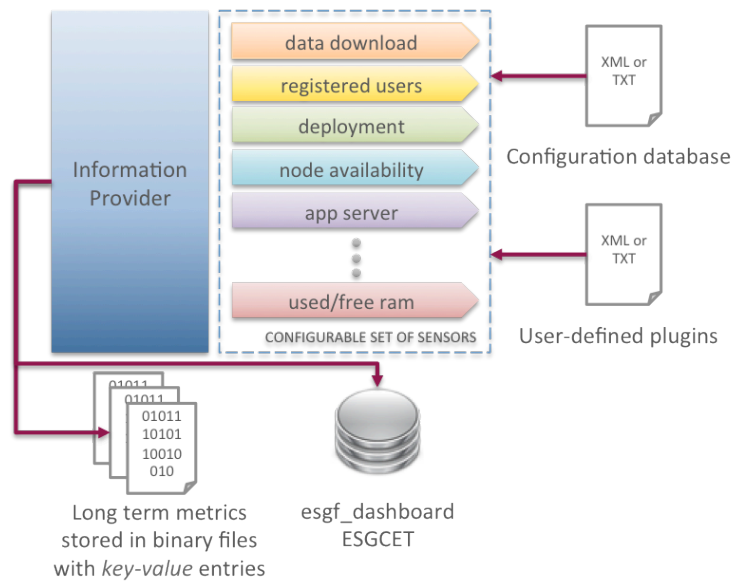 Information
Provider
data download
registered users
deployment
node availability
app server
used/free ram
CONFIGURABLE SET OF SENSORS
XML or
TXT
Configuration database
XML or
TXT
User-defined plugins
01011
01011
01011
10101
10010
010
Long term metrics
stored in binary files
with key-value entries
esgf_dashboard
ESGCET